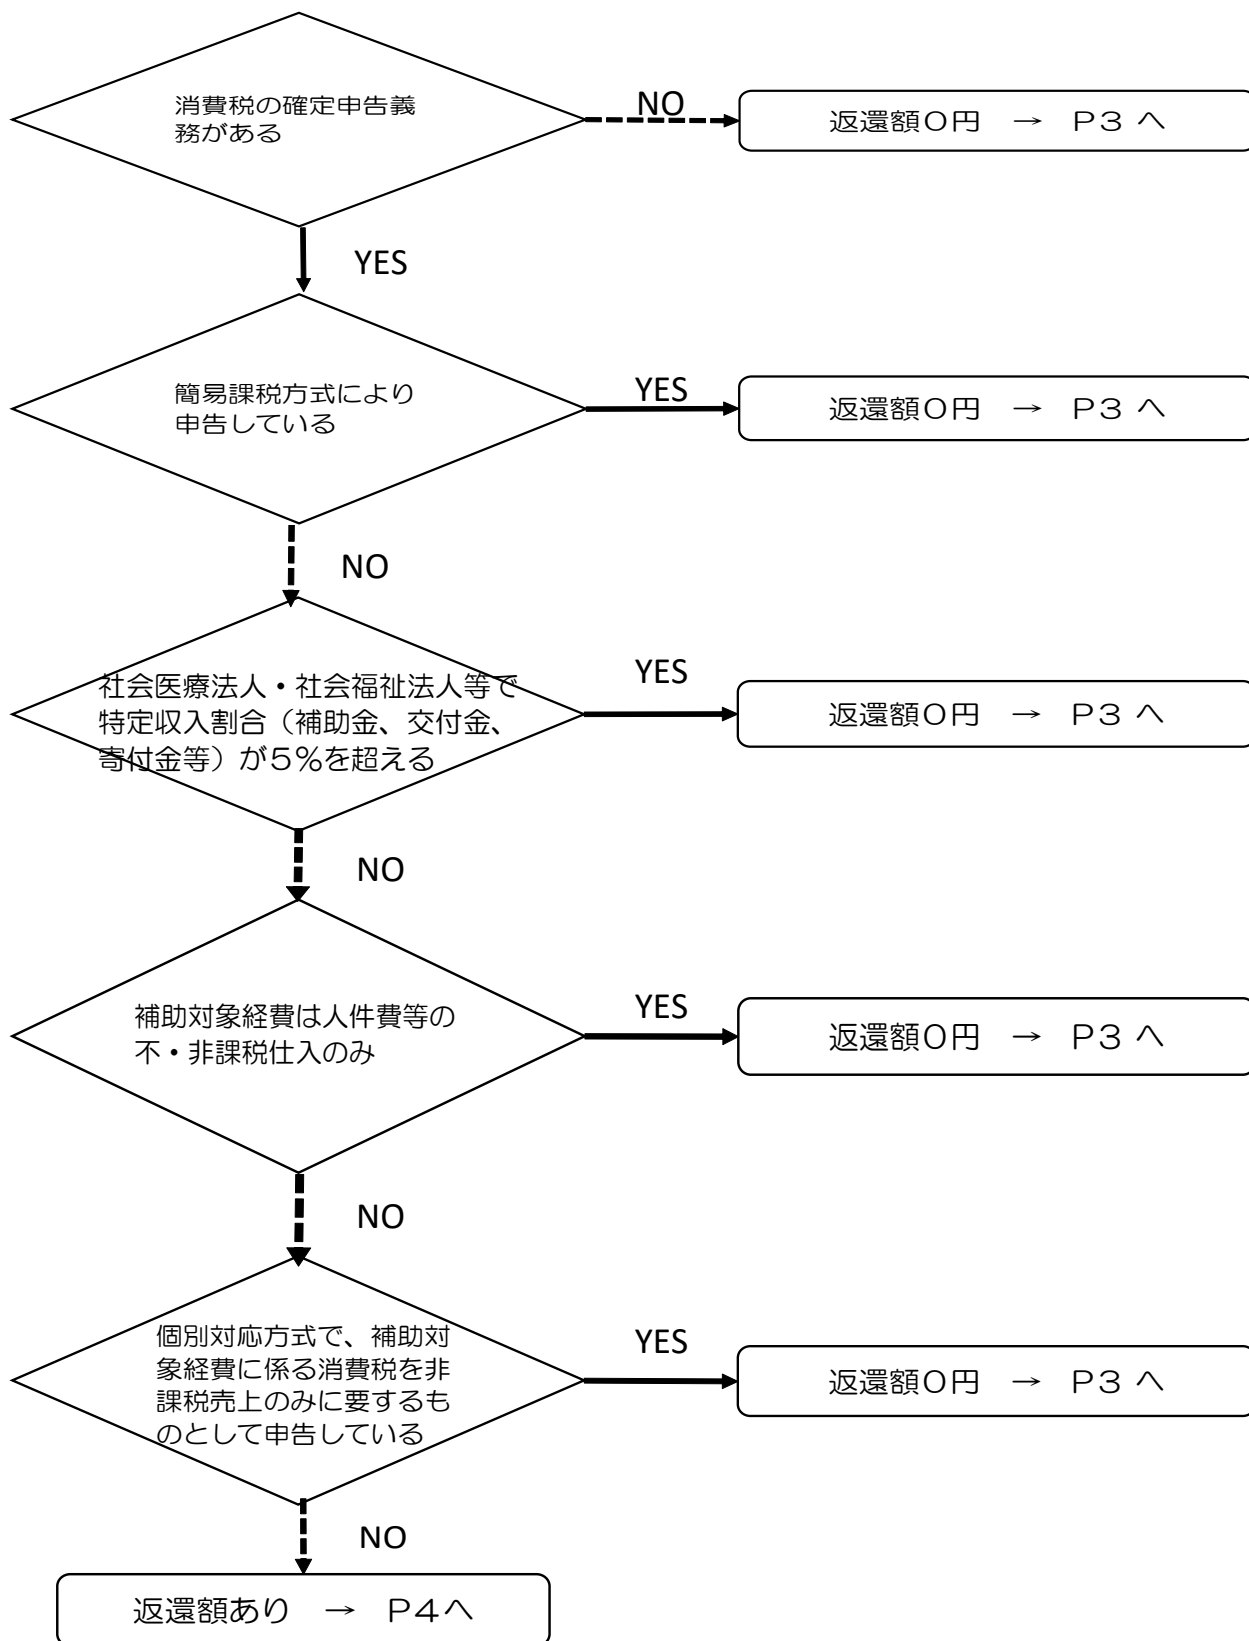 消費税の確定申告義
務がある
NO
返還額０円　→　Ｐ３ へ
YES
簡易課税方式により
申告している
YES
返還額０円　→　Ｐ３ へ
NO
社会医療法人・社会福祉法人等で
特定収入割合（補助金、交付金、
寄付金等）が５％を超える
YES
返還額０円　→　Ｐ３ へ
NO
補助対象経費は人件費等の
不・非課税仕入のみ
YES
返還額０円　→　Ｐ３ へ
NO
個別対応方式で、補助対
象経費に係る消費税を非
課税売上のみに要するも
のとして申告している
YES
返還額０円　→　Ｐ３ へ
NO
返還額あり　→　Ｐ４へ